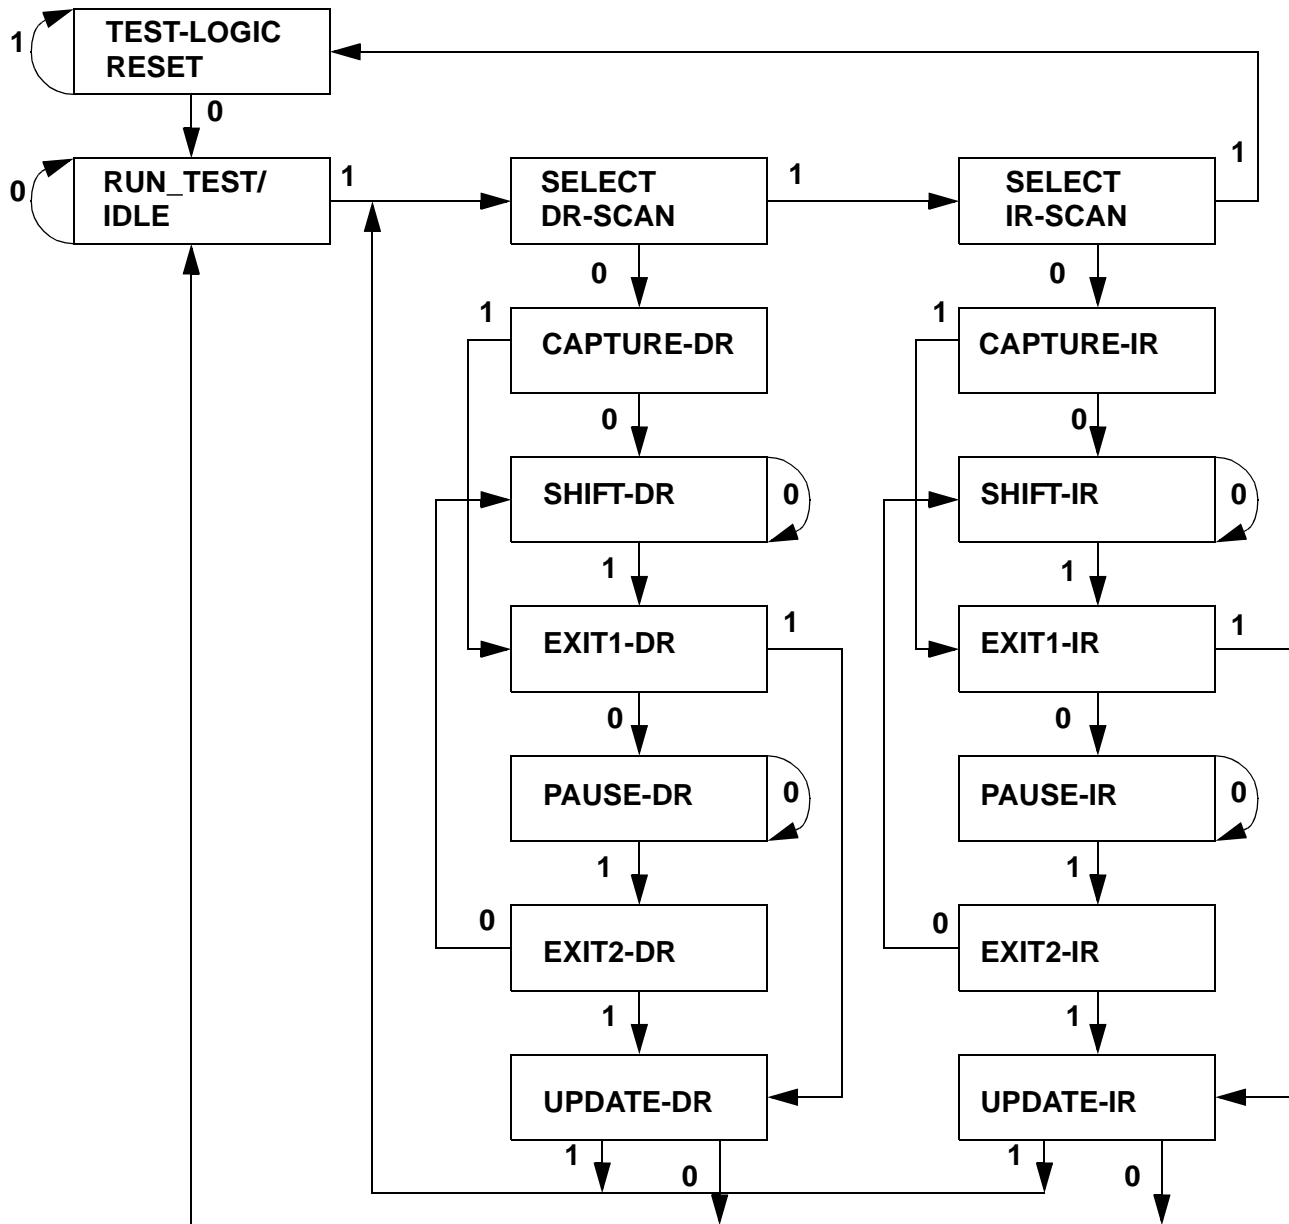 1
TEST-LOGIC
RESET
0
0
RUN_TEST/
IDLE
1
SELECT
DR-SCAN
1
SELECT
IR-SCAN
1
0
0
1
CAPTURE-DR
1
CAPTURE-IR
0
0
SHIFT-DR
0
SHIFT-IR
0
1
1
EXIT1-DR
1
EXIT1-IR
1
0
0
PAUSE-DR
0
PAUSE-IR
0
1
1
0
EXIT2-DR
0
EXIT2-IR
1
1
UPDATE-DR
UPDATE-IR
1
0
1
0